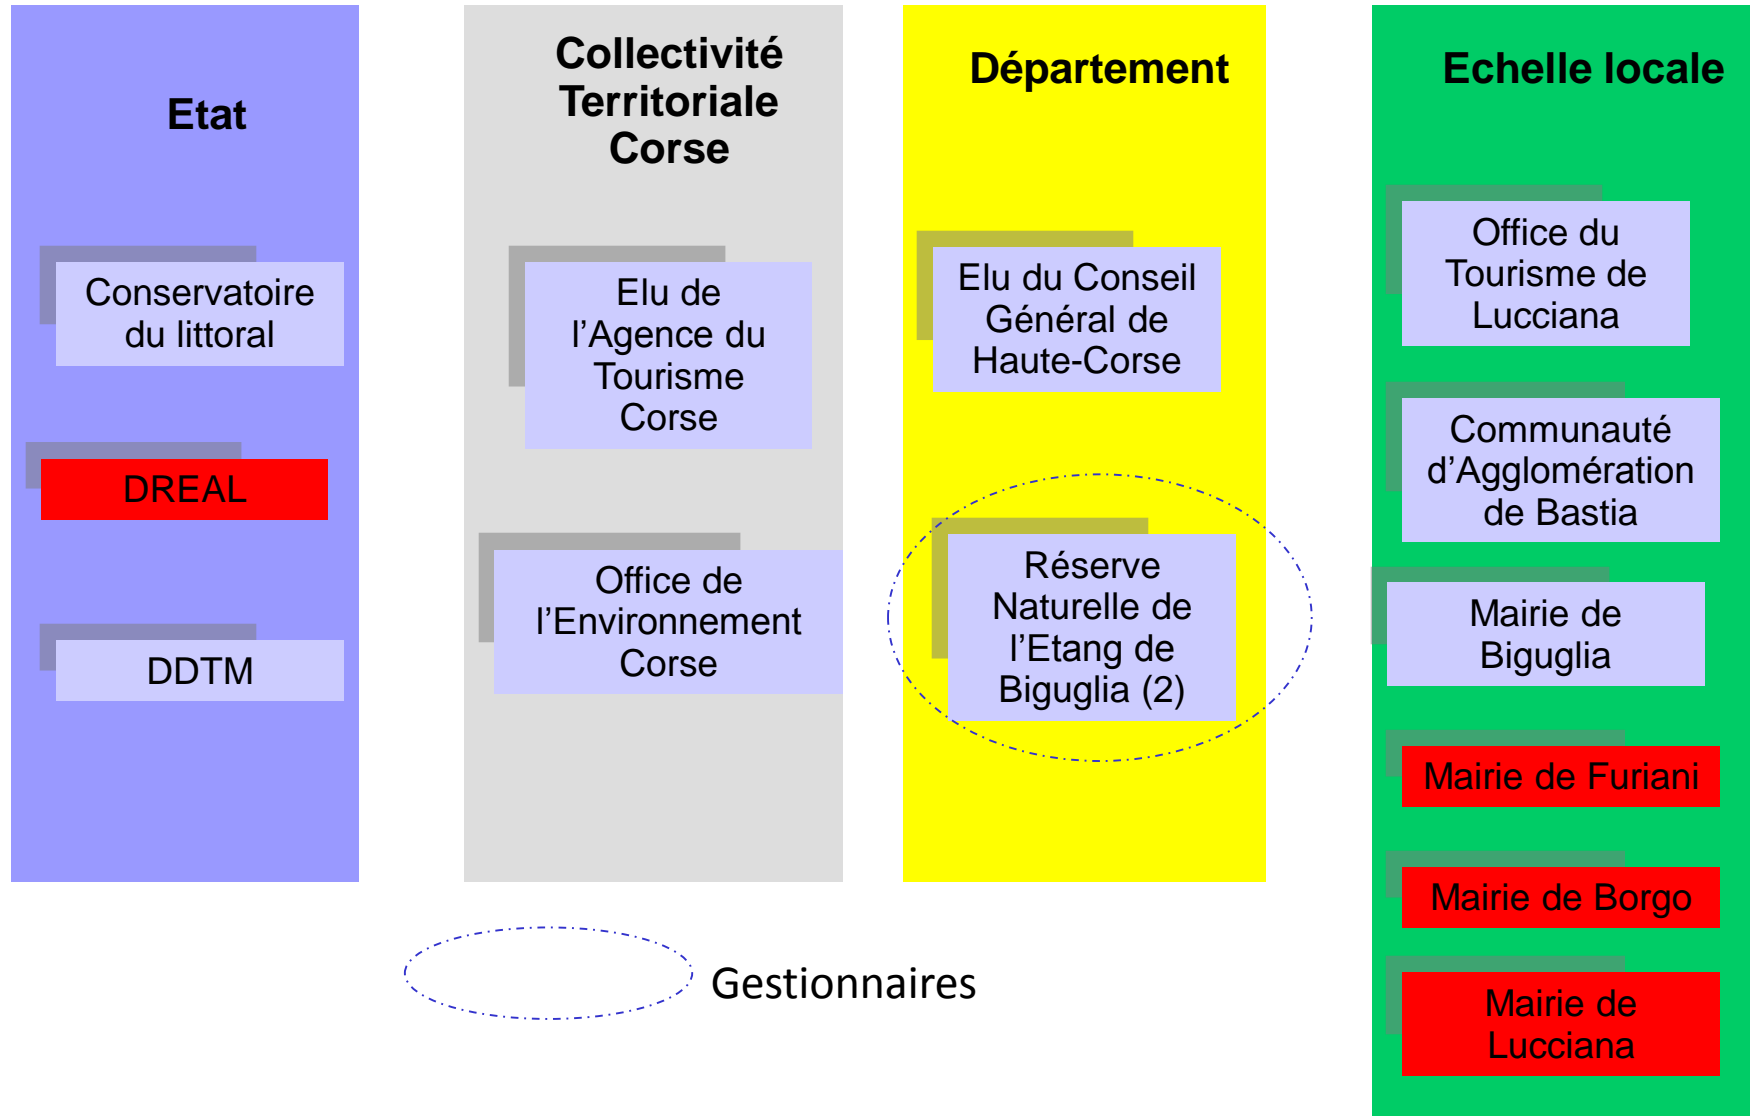 Etat
Conservatoire
du littoral
DREAL
DDTM
Collectivité
Territoriale
Corse
Elu de
l’Agence du
Tourisme
Corse
Office de
l’Environnement
Corse
Département
Elu du Conseil
Général de
Haute-Corse
Réserve
Naturelle de
l’Etang de
Biguglia (2)
Echelle locale
Office du
Tourisme de
Lucciana
Communauté
d’Agglomération
de Bastia
Mairie de
Biguglia
Mairie de Furiani
Mairie de Borgo
Mairie de
Lucciana
Gestionnaires